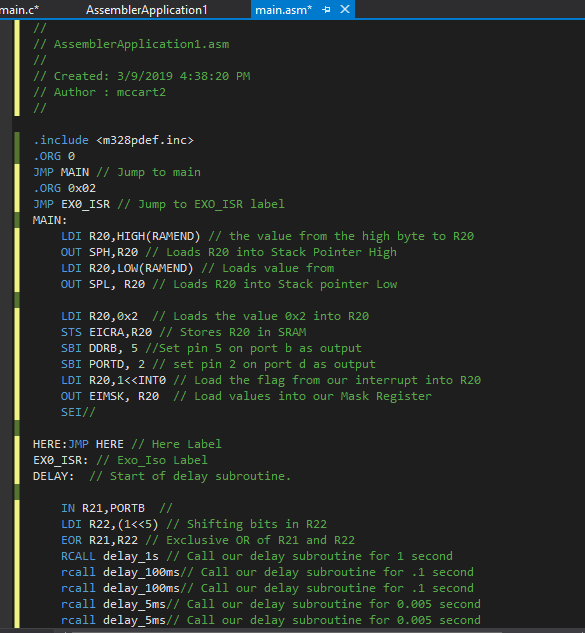 main.c* AssemblerApplication1 main.asm*
//
// AssemblerApplication1.asm
//
// Created: 3/9/2019 4:38:20 PM
// Author : mccart2
//
.include <m328pdef.inc>
.ORG 0
JMP MAIN // Jump to main
.ORG 0x02
JMP EX0_ISR // Jump to EXO_ISR label
MAIN:
LDI R20,HIGH(RAMEND) // the value from the high byte to R20
OUT SPH,R20 // Loads R20 into Stack Pointer High
LDI R20,LOW(RAMEND) // Loads value from
OUT SPL, R20 // Loads R20 into Stack pointer Low
LDI R20,0x2  // Loads the value 0x2 into R20
STS EICRA,R20 // Stores R20 in SRAM
SBI DDRB, 5 //Set pin 5 on port b as output
SBI PORTD, 2 // set pin 2 on port d as output
LDI R20,1<<INT0 // Load the flag from our interrupt into R20
OUT EIMSK, R20  // Load values into our Mask Register
SEI//
HERE:JMP HERE // Here Label
EX0_ISR: // Exo_Iso Label
DELAY:  // Start of delay subroutine.
IN R21,PORTB  //
LDI R22,(1<<5) // Shifting bits in R22
EOR R21,R22 // Exclusive OR of R21 and R22
RCALL delay_1s // Call our delay subroutine for 1 second
rcall delay_100ms// Call our delay subroutine for .1 second
rcall delay_100ms// Call our delay subroutine for .1 second
rcall delay_5ms// Call our delay subroutine for 0.005 second
rcall delay_5ms// Call our delay subroutine for 0.005 second